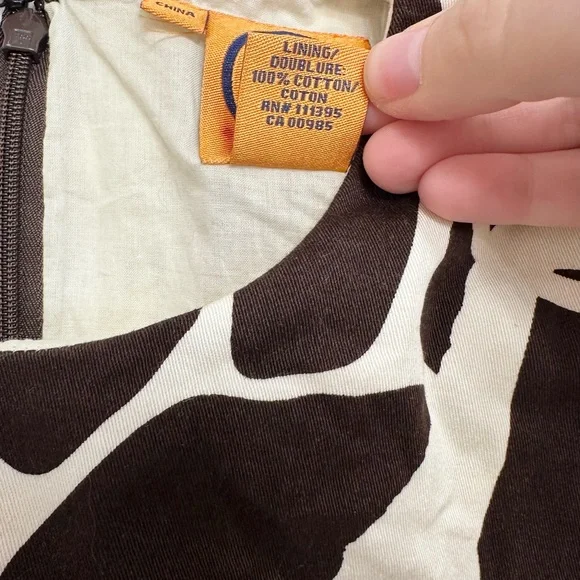 CHINA
LINING/
DOUBLURE:
100% COTTON/
COTON
RN# 111395
CA 00985